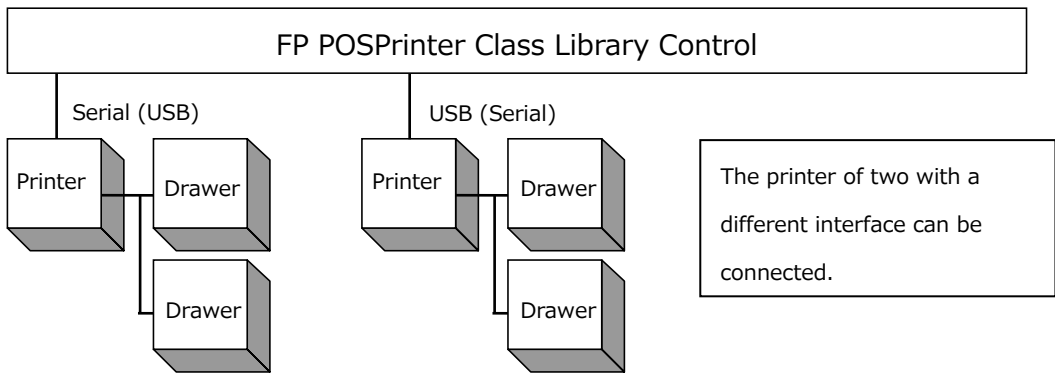 FP POSPrinter Class Library Control
Serial (USB)
USB (Serial)
Printer
Drawer
Printer
Drawer
Drawer
Drawer
The printer of two with a
different interface can be
connected.